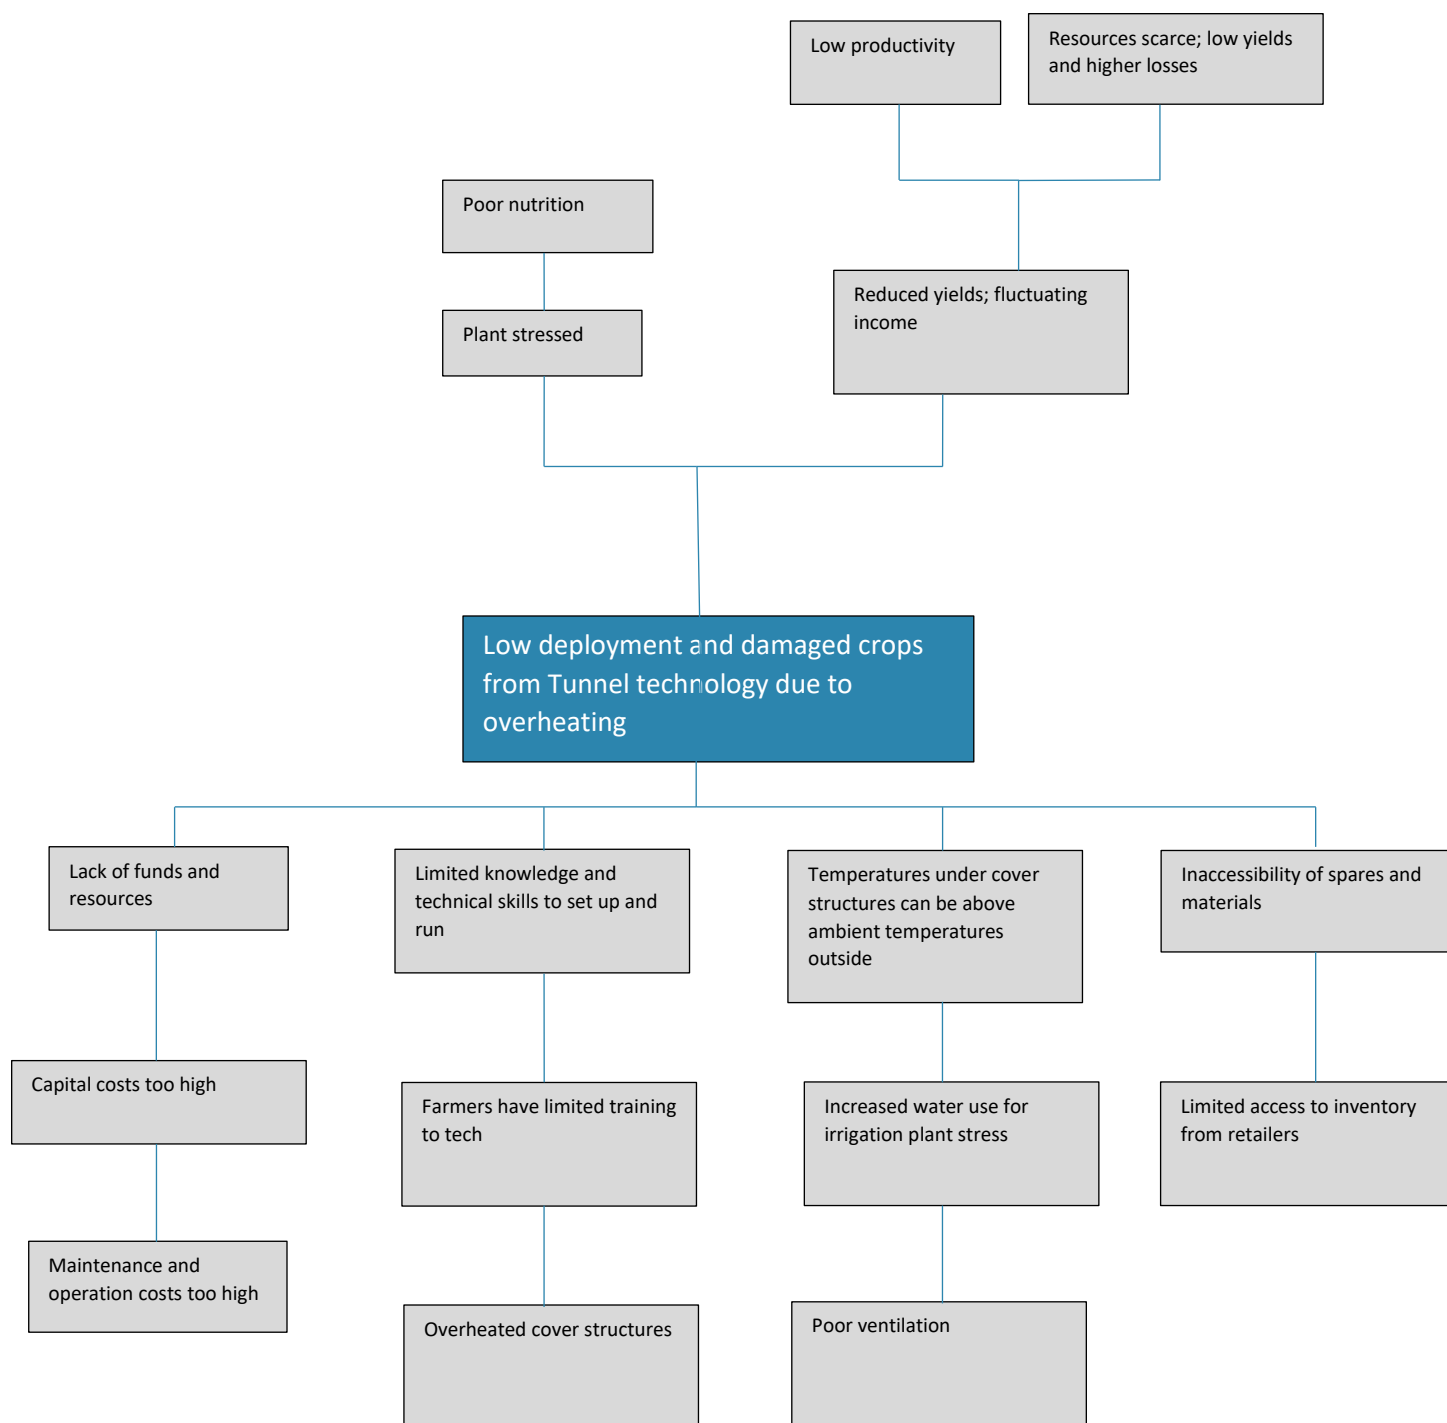 Low productivity
Resources scarce; low yields
and higher losses
Poor nutrition
Reduced yields; fluctuating
income
Plant stressed
Low deployment and damaged crops
from Tunnel technology due to
overheating
Lack of funds and
resources
Limited knowledge and
technical skills to set up and
run
Temperatures under cover
structures can be above
ambient temperatures
outside
Inaccessibility of spares and
materials
Capital costs too high
Farmers have limited training
to tech
Increased water use for
irrigation plant stress
Limited access to inventory
from retailers
Maintenance and
operation costs too high
Overheated cover structures
Poor ventilation